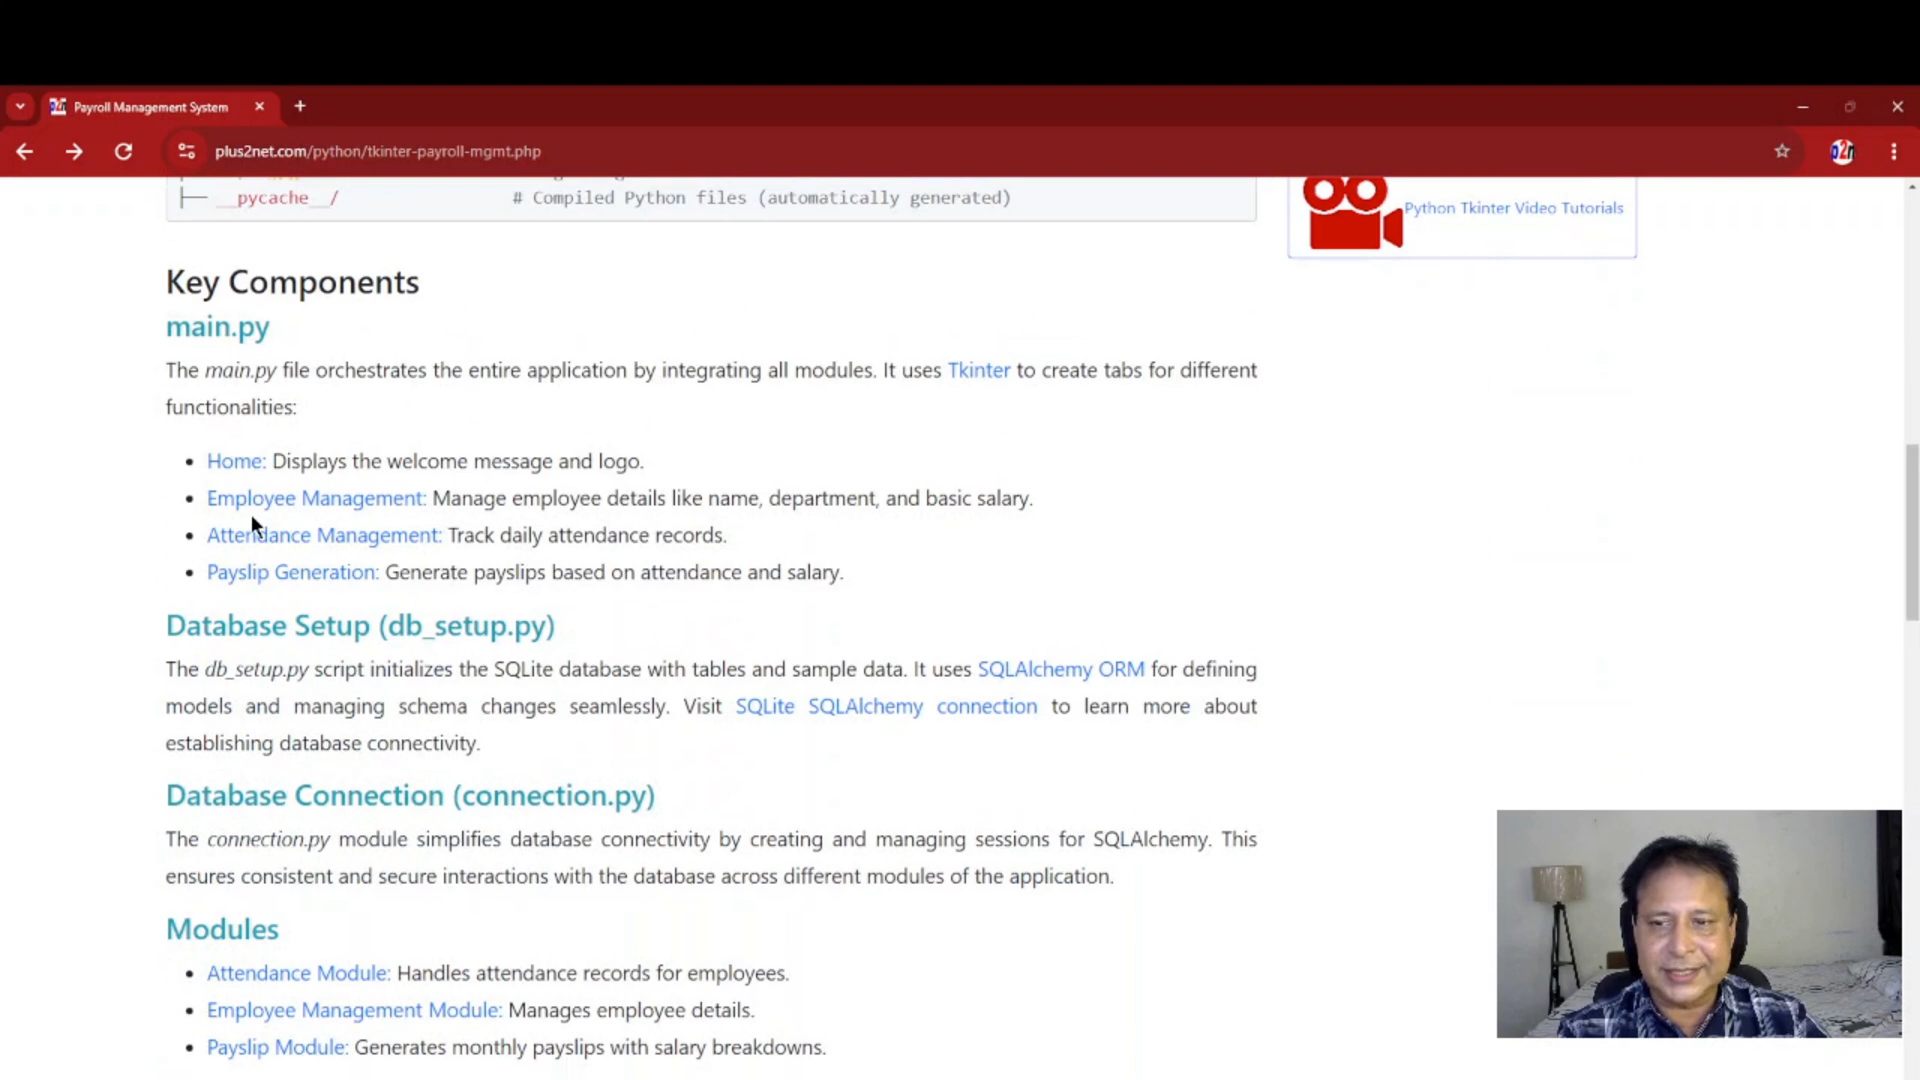 Payroll Management System
plus2net.com/python/tkinter-payroll-mgmt.php
p2n
├── __pycache__/ # Compiled Python files (automatically generated)
Python Tkinter Video Tutorials
Key Components
main.py
The main.py file orchestrates the entire application by integrating all modules. It uses Tkinter to create tabs for different
functionalities:
• Home: Displays the welcome message and logo.
• Employee Management: Manage employee details like name, department, and basic salary.
• Attendance Management: Track daily attendance records.
• Payslip Generation: Generate payslips based on attendance and salary.
Database Setup (db_setup.py)
The db_setup.py script initializes the SQLite database with tables and sample data. It uses SQLAlchemy ORM for defining
models and managing schema changes seamlessly. Visit SQLite SQLAlchemy connection to learn more about
establishing database connectivity.
Database Connection (connection.py)
The connection.py module simplifies database connectivity by creating and managing sessions for SQLAlchemy. This
ensures consistent and secure interactions with the database across different modules of the application.
Modules
• Attendance Module: Handles attendance records for employees.
• Employee Management Module: Manages employee details.
• Payslip Module: Generates monthly payslips with salary breakdowns.